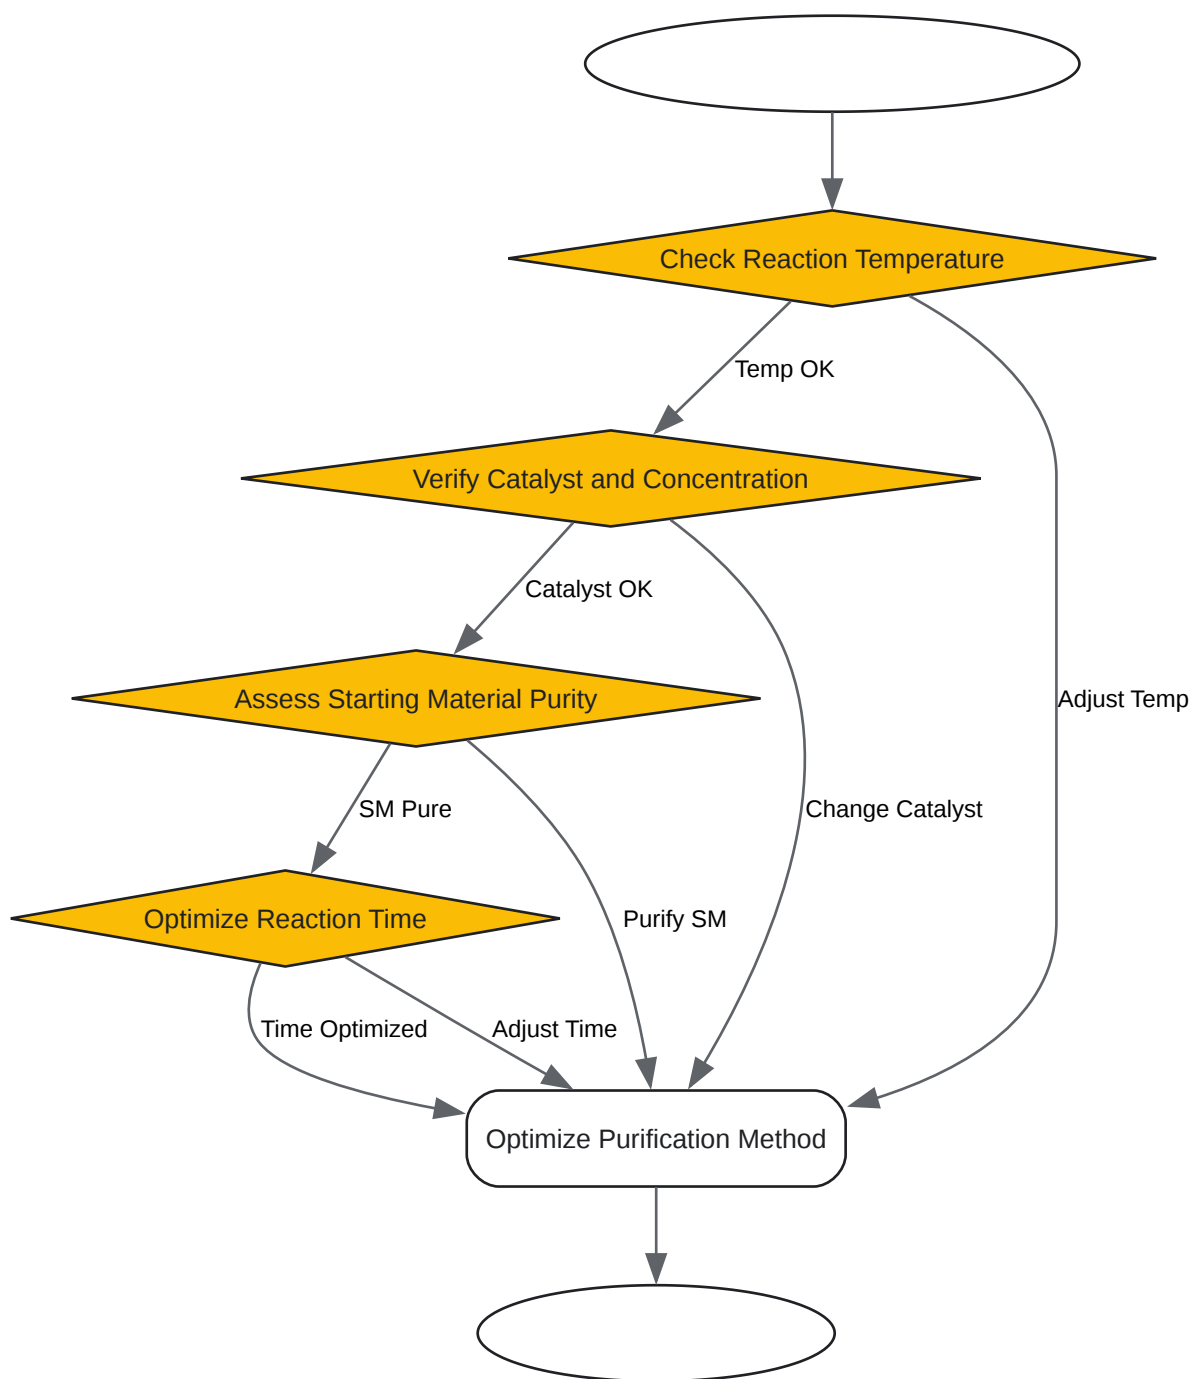 Check Reaction Temperature
Temp OK
Verify Catalyst and Concentration
Catalyst OK
Assess Starting Material Purity
Adjust Temp
SM Pure
Change Catalyst
Optimize Reaction Time
Purify SM
Time Optimized
Adjust Time
Optimize Purification Method